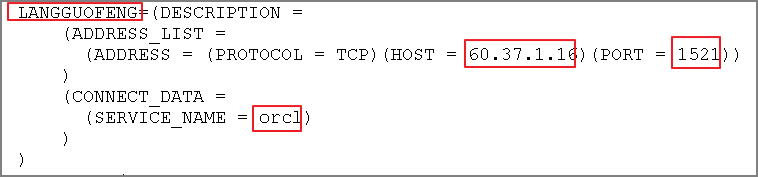 LANGGUOFENG=(DESCRIPTION =
(ADDRESS_LIST =
(ADDRESS = (PROTOCOL = TCP)(HOST = 60.37.1.16)(PORT = 1521))
)
(CONNECT_DATA =
(SERVICE_NAME = orcl)
)
)